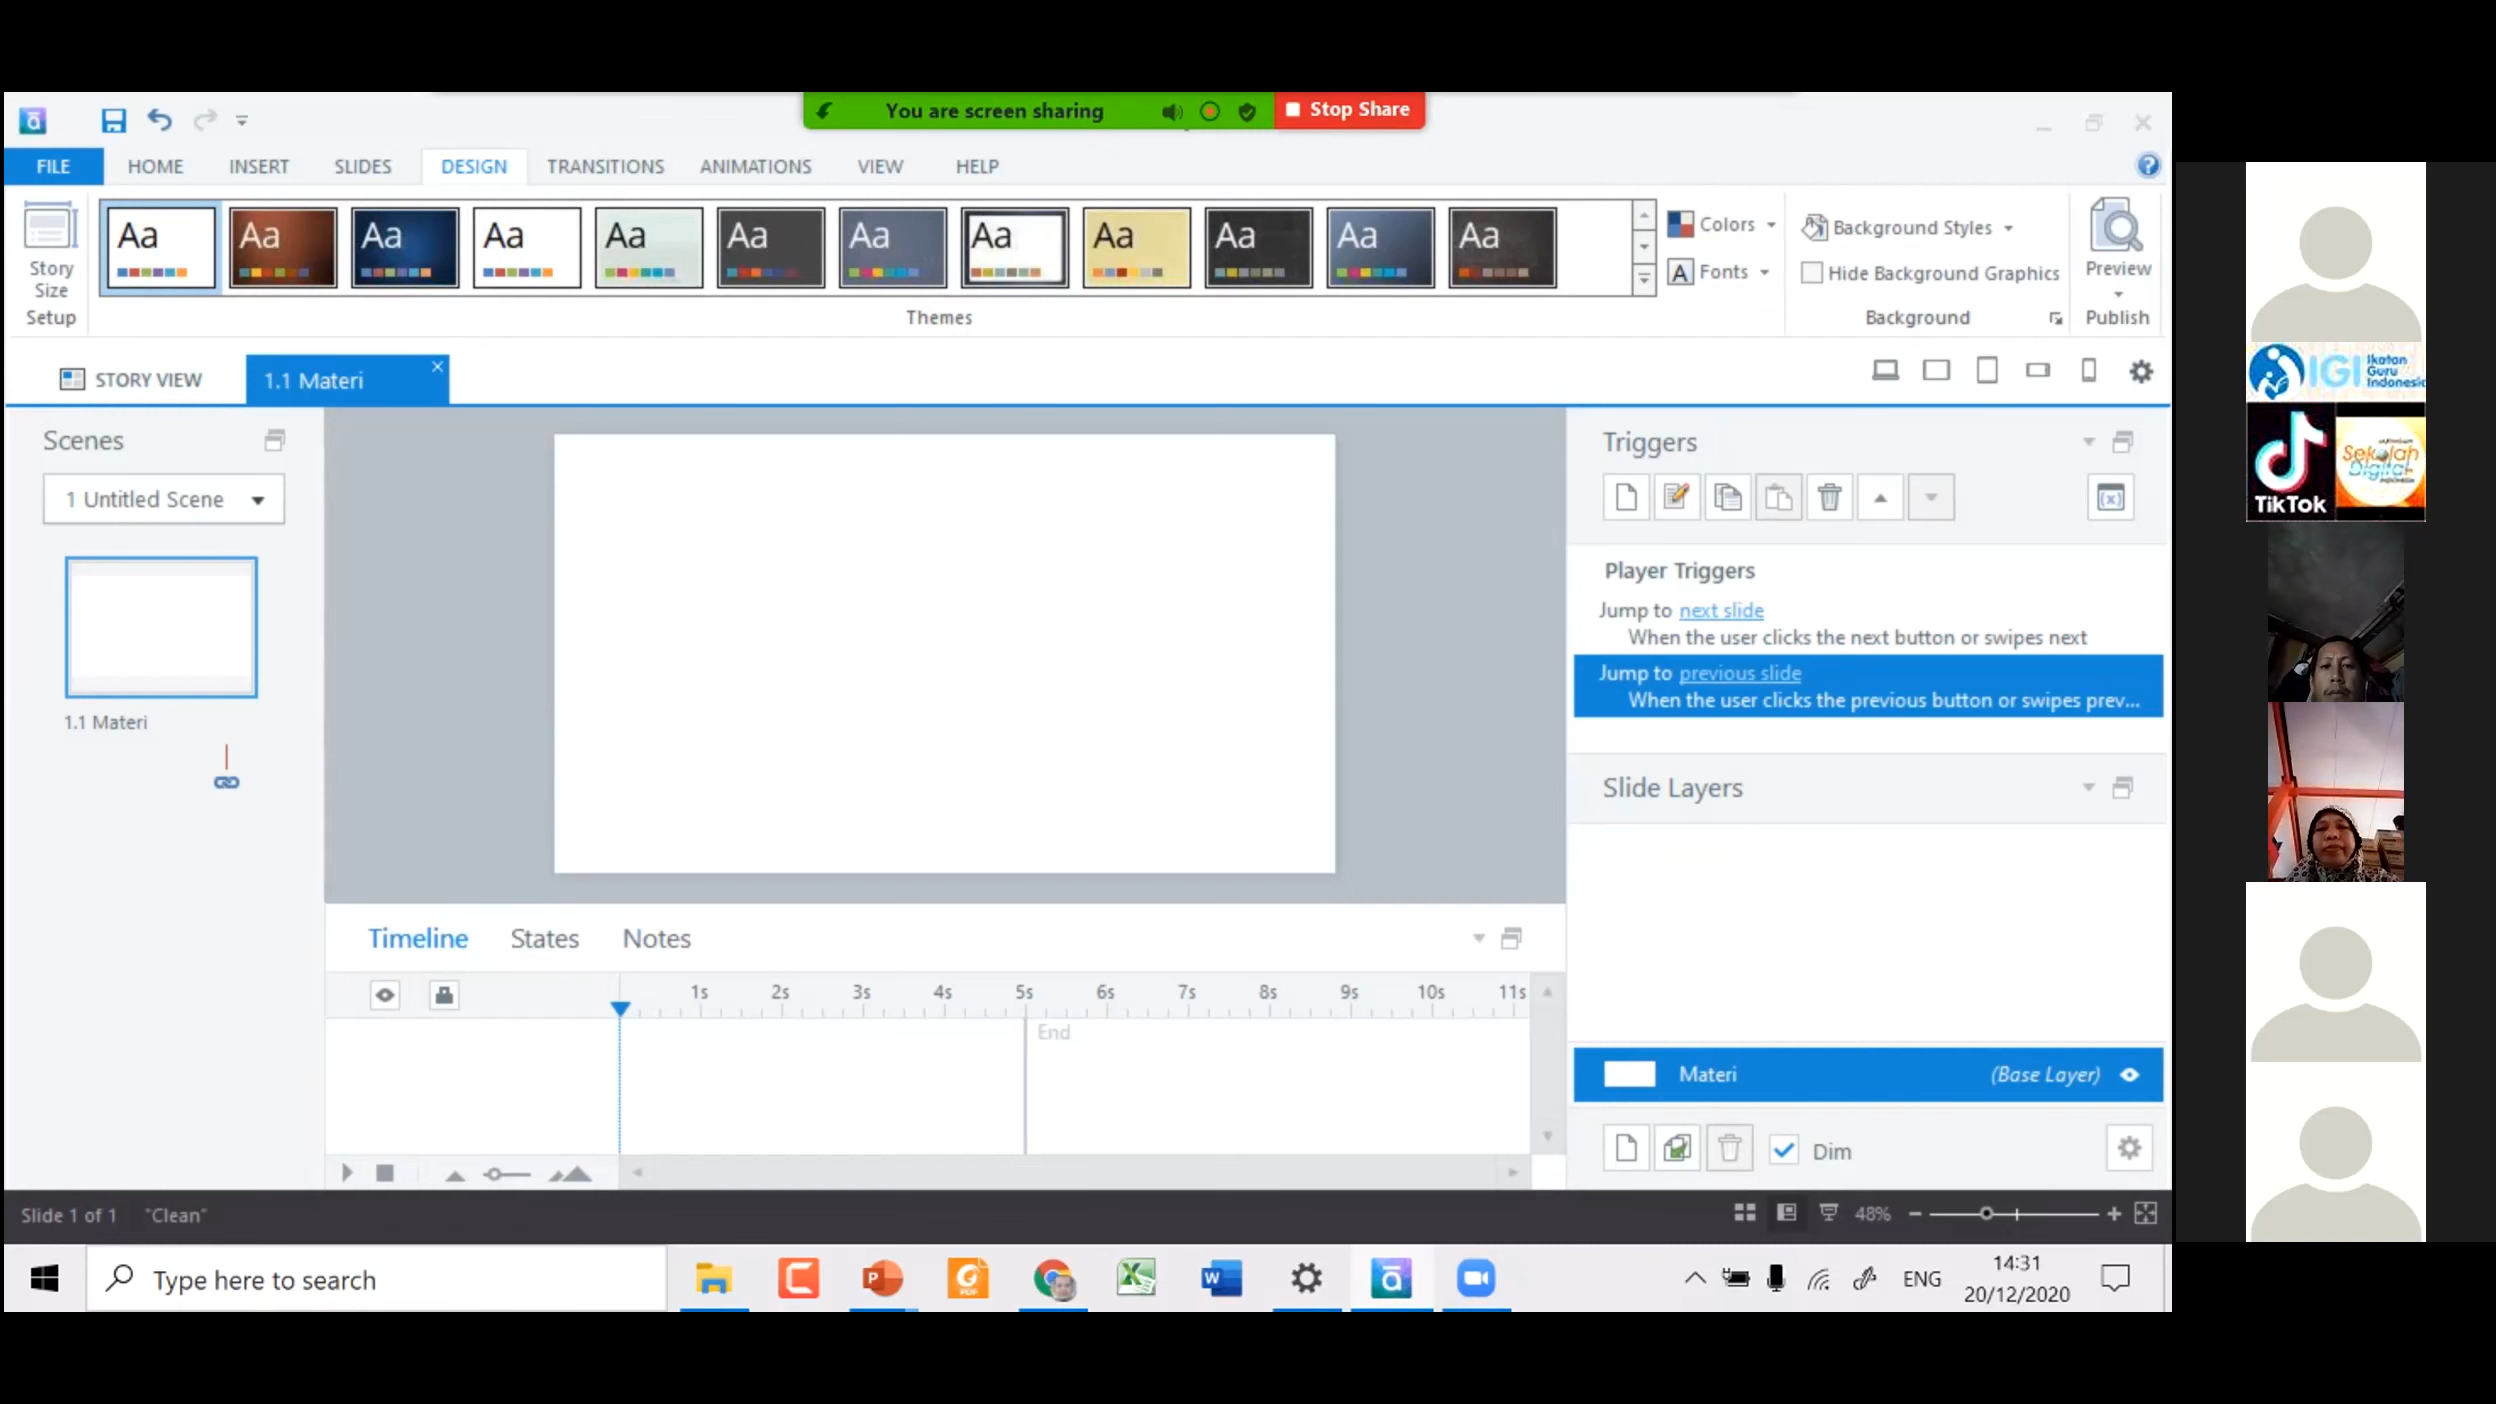 You are screen sharing
Stop Share
FILE HOME INSERT SLIDES DESIGN TRANSITIONS ANIMATIONS VIEW HELP
Story
Size
Setup
Aa Aa Aa Aa Aa Aa Aa Aa Aa Aa Aa Aa
Themes
Colors
Fonts
Background Styles
Hide Background Graphics
Background
Preview
Publish
STORY VIEW
1.1 Materi
Scenes
1 Untitled Scene
1.1 Materi
Triggers
Player Triggers
Jump to next slide
When the user clicks the next button or swipes next
Jump to previous slide
When the user clicks the previous button or swipes prev...
Slide Layers
Materi (Base Layer)
Dim
Timeline States Notes
1s 2s 3s 4s 5s 6s 7s 8s 9s 10s 11s
End
Slide 1 of 1 "Clean"
48%
Type here to search
ENG
14:31
20/12/2020
IGI
Ikatan
Guru
Indonesia
TikTok
Sekolah
Digital